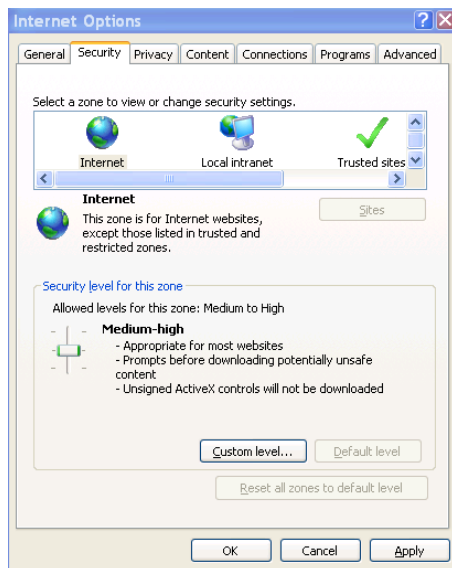 Internet Options
General Security Privacy Content Connections Programs Advanced
Select a zone to view or change security settings.
Internet Local intranet Trusted sites
Internet
This zone is for Internet websites,
except those listed in trusted and
restricted zones.
Sites
Security level for this zone
Allowed levels for this zone: Medium to High
Medium-high
- Appropriate for most websites
- Prompts before downloading potentially unsafe
content
- Unsigned ActiveX controls will not be downloaded
Custom level... Default level
Reset all zones to default level
OK Cancel Apply